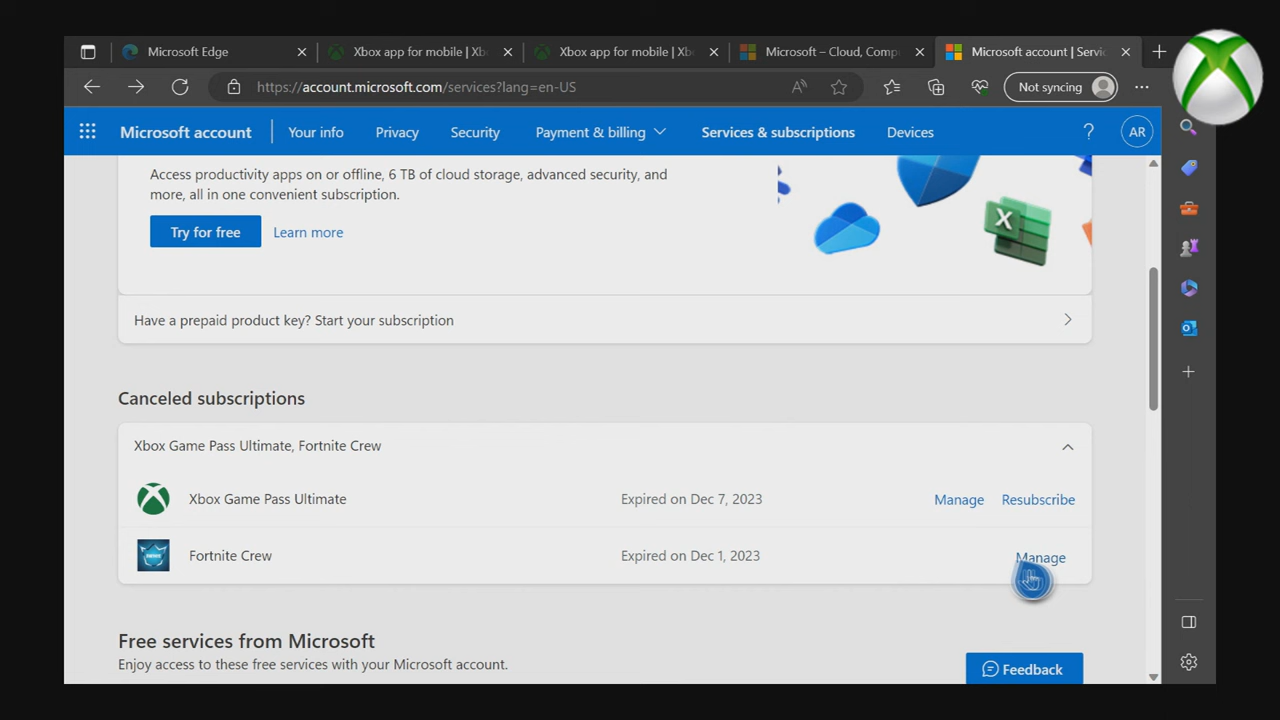 Microsoft Edge
Xbox app for mobile | Xb
Xbox app for mobile | Xb
Microsoft – Cloud, Comp
Microsoft account | Servic
https://account.microsoft.com/services?lang=en-US
Not syncing
Microsoft account
Your info
Privacy
Security
Payment & billing
Services & subscriptions
Devices
?
AR
Access productivity apps on or offline, 6 TB of cloud storage, advanced security, and
more, all in one convenient subscription.
Try for free
Learn more
Have a prepaid product key? Start your subscription
Canceled subscriptions
Xbox Game Pass Ultimate, Fortnite Crew
Xbox Game Pass Ultimate
Expired on Dec 7, 2023
Manage
Resubscribe
Fortnite Crew
Expired on Dec 1, 2023
Manage
Free services from Microsoft
Enjoy access to these free services with your Microsoft account.
Feedback